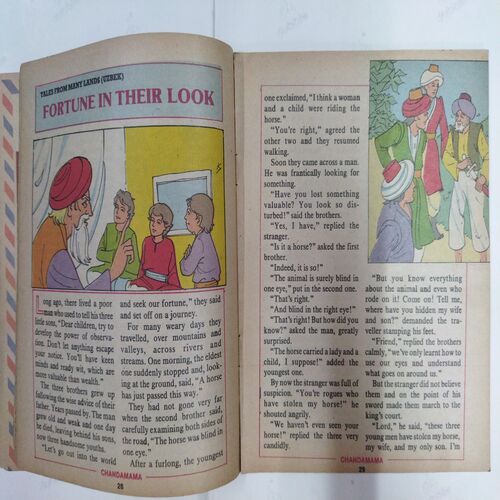 TALES FROM MANY LANDS (UZBEK)
FORTUNE IN THEIR LOOK
Long ago, there lived a poor
man who used to tell his three
little sons, "Dear children, try to
develop the power of observa-
tion. Don't let anything escape
your notice. You'll have keen
minds and ready wit, which are
more valuable than wealth."
The three brothers grew up
following the wise advice of their
father. Years passed by. The man
grew old and weak and one day
he died, leaving behind his sons,
now three handsome youths.
"Let's go out into the world
and seek our fortune," they said
and set off on a journey.
For many weary days they
travelled, over mountains and
valleys, across rivers and
streams. One morning, the eldest
one suddenly stopped and, look-
ing at the ground, said, "A horse
has just passed this way."
They had not gone very far
when the second brother said,
carefully examining both sides of
the road, "The horse was blind in
one eye."
After a furlong, the youngest
CHANDAMAMA
28
one exclaimed, "I think a woman
and a child were riding the
horse."
"You're right," agreed the
other two and they resumed
walking.
Soon they came across a man.
He was frantically looking for
something.
"Have you lost something
valuable? You look so dis-
turbed!" said the brothers.
"Yes, I have," replied the
stranger.
"Is it a horse?" asked the first
brother.
"Indeed, it is so!"
"The animal is surely blind in
one eye," put in the second one.
"That's right."
"And blind in the right eye!"
"That's right! But how did you
know?" asked the man, greatly
surprised.
"The horse carried a lady and a
child, I suppose!" added the
youngest one.
By now the stranger was full of
suspicion. "You're rogues who
have stolen my horse!" he
shouted angrily.
"We haven't even seen your
horse!" replied the three very
candidly.
"But you know everything
about the animal and even who
rode on it! Come on! Tell me,
where have you hidden my wife
and son?" demanded the tra-
veller stamping his feet.
"Friend," replied the brothers
calmly, "we've only learnt how to
use our eyes and understand
what goes on around us."
But the stranger did not believe
them and on the point of his
sword made them march to the
king's court.
"Lord," he said, "these three
young men have stolen my horse,
my wife, and my only son. I'm
CHANDAMAMA
29